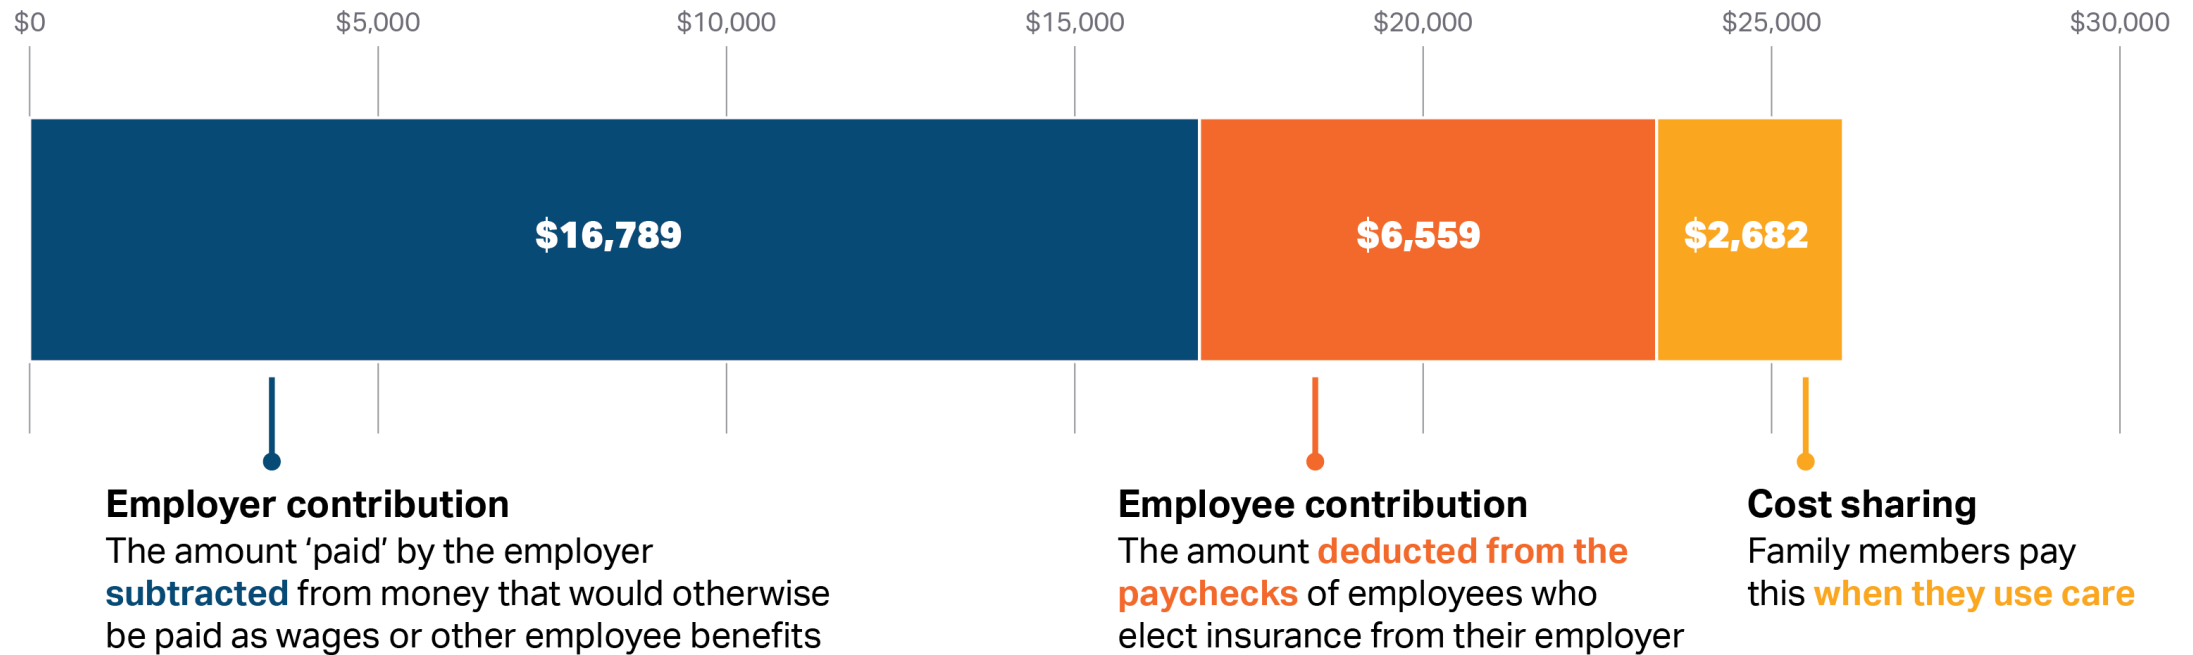 $0 $5,000 $10,000 $15,000 $20,000 $25,000 $30,000
$16,789 $6,559 $2,682
Employer contribution
The amount ‘paid’ by the employer
subtracted from money that would otherwise
be paid as wages or other employee benefits
Employee contribution
The amount deducted from the
paychecks of employees who
elect insurance from their employer
Cost sharing
Family members pay
this when they use care